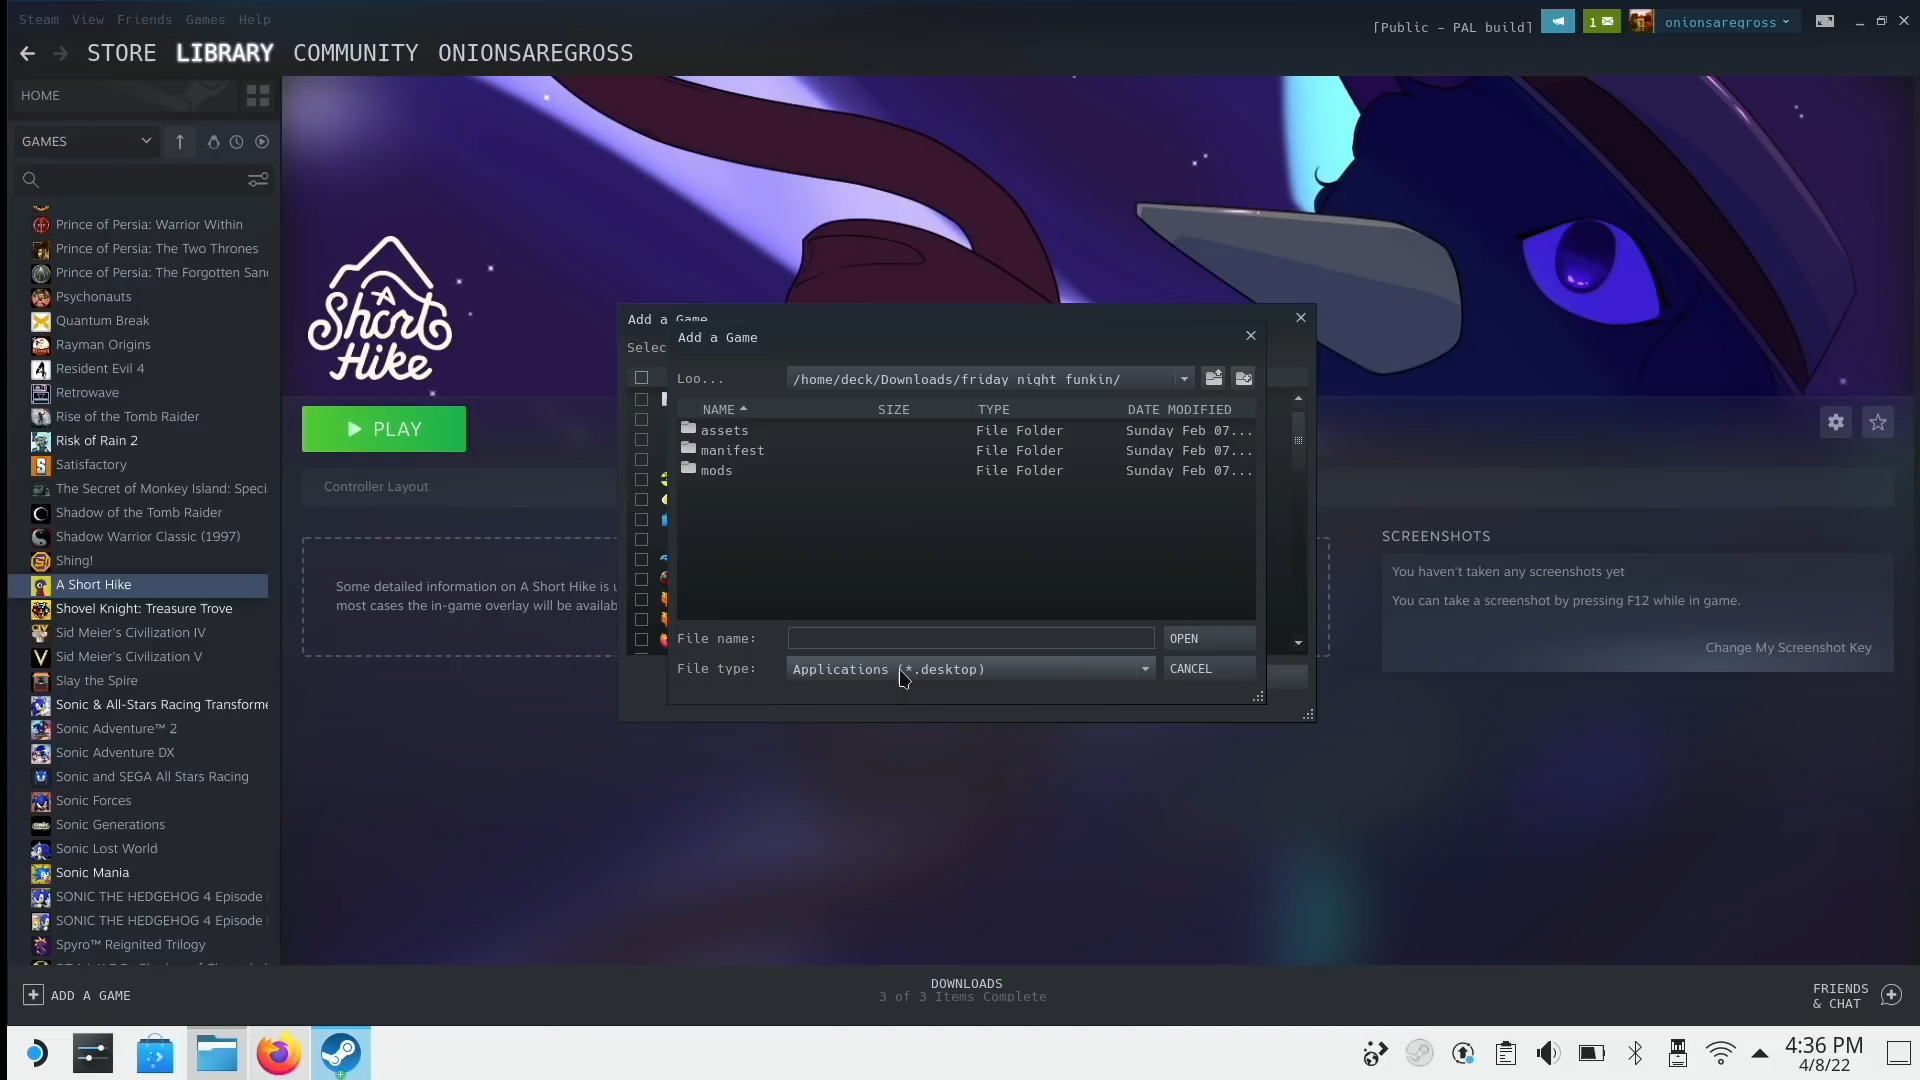 Steam View Friends Games Help
[Public - PAL build]
1
onionsaregross
STORE LIBRARY COMMUNITY ONIONSAREGROSS
HOME
GAMES
Prince of Persia: Warrior Within
Prince of Persia: The Two Thrones
Prince of Persia: The Forgotten San
Psychonauts
Quantum Break
Rayman Origins
Resident Evil 4
Retrowave
Rise of the Tomb Raider
Risk of Rain 2
Satisfactory
The Secret of Monkey Island: Speci
Shadow of the Tomb Raider
Shadow Warrior Classic (1997)
Shing!
A Short Hike
Shovel Knight: Treasure Trove
Sid Meier's Civilization IV
Sid Meier's Civilization V
Slay the Spire
Sonic & All-Stars Racing Transforme
Sonic Adventure™ 2
Sonic Adventure DX
Sonic and SEGA All Stars Racing
Sonic Forces
Sonic Generations
Sonic Lost World
Sonic Mania
SONIC THE HEDGEHOG 4 Episode
SONIC THE HEDGEHOG 4 Episode
Spyro™ Reignited Trilogy
A
Short
Hike
PLAY
Controller Layout
Some detailed information on A Short Hike is u
most cases the in-game overlay will be availab
Add a Game
Selec
Add a Game
Loo... /home/deck/Downloads/friday night funkin/
NAME SIZE TYPE DATE MODIFIED
assets File Folder Sunday Feb 07...
manifest File Folder Sunday Feb 07...
mods File Folder Sunday Feb 07...
File name: OPEN
File type: Applications (*.desktop) CANCEL
SCREENSHOTS
You haven't taken any screenshots yet
You can take a screenshot by pressing F12 while in game.
Change My Screenshot Key
ADD A GAME
DOWNLOADS
3 of 3 Items Complete
FRIENDS
& CHAT
4:36 PM
4/8/22